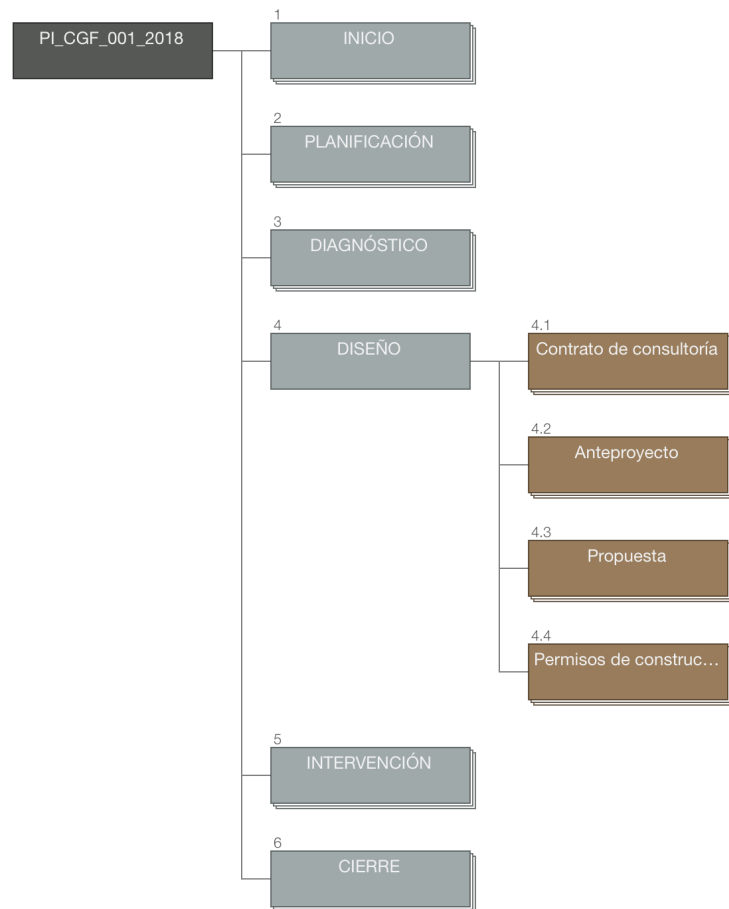 PI_CGF_001_2018
1
INICIO
2
PLANIFICACIÓN
3
DIAGNÓSTICO
4
DISEÑO
4.1
Contrato de consultoría
4.2
Anteproyecto
4.3
Propuesta
4.4
Permisos de construc…
5
INTERVENCIÓN
6
CIERRE